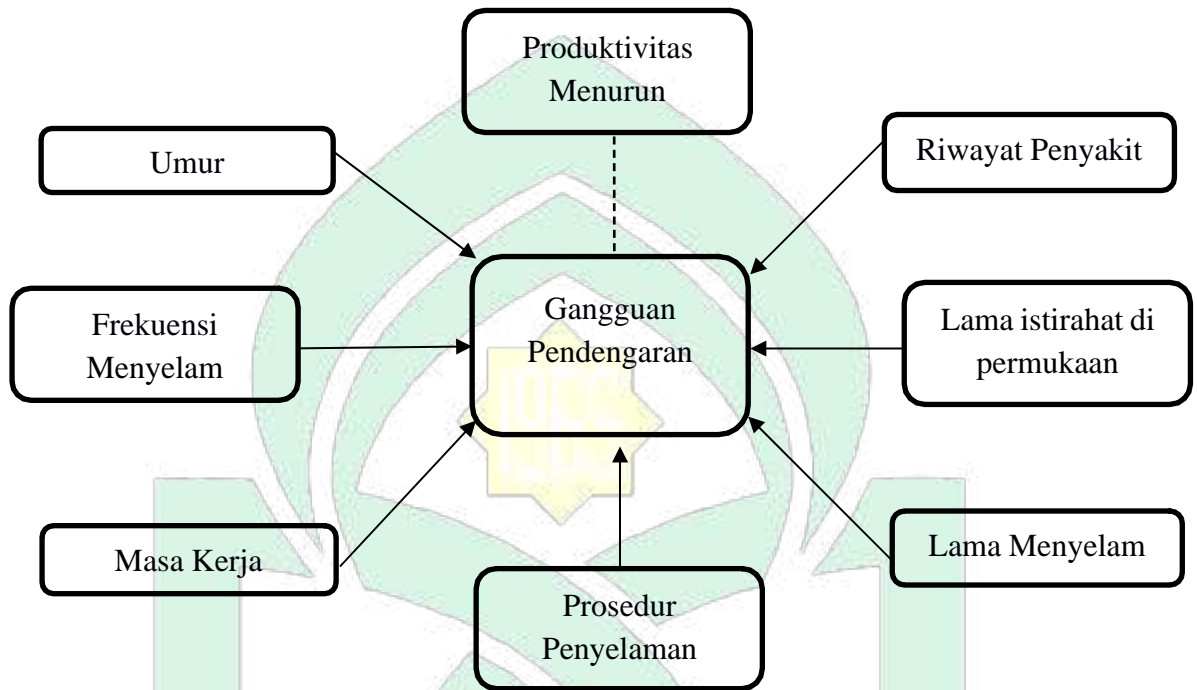 Produktivitas
Menurun
Umur
Riwayat Penyakit
Gangguan
Pendengaran
Frekuensi
Menyelam
Lama istirahat di
permukaan
Masa Kerja
Lama Menyelam
Prosedur
Penyelaman